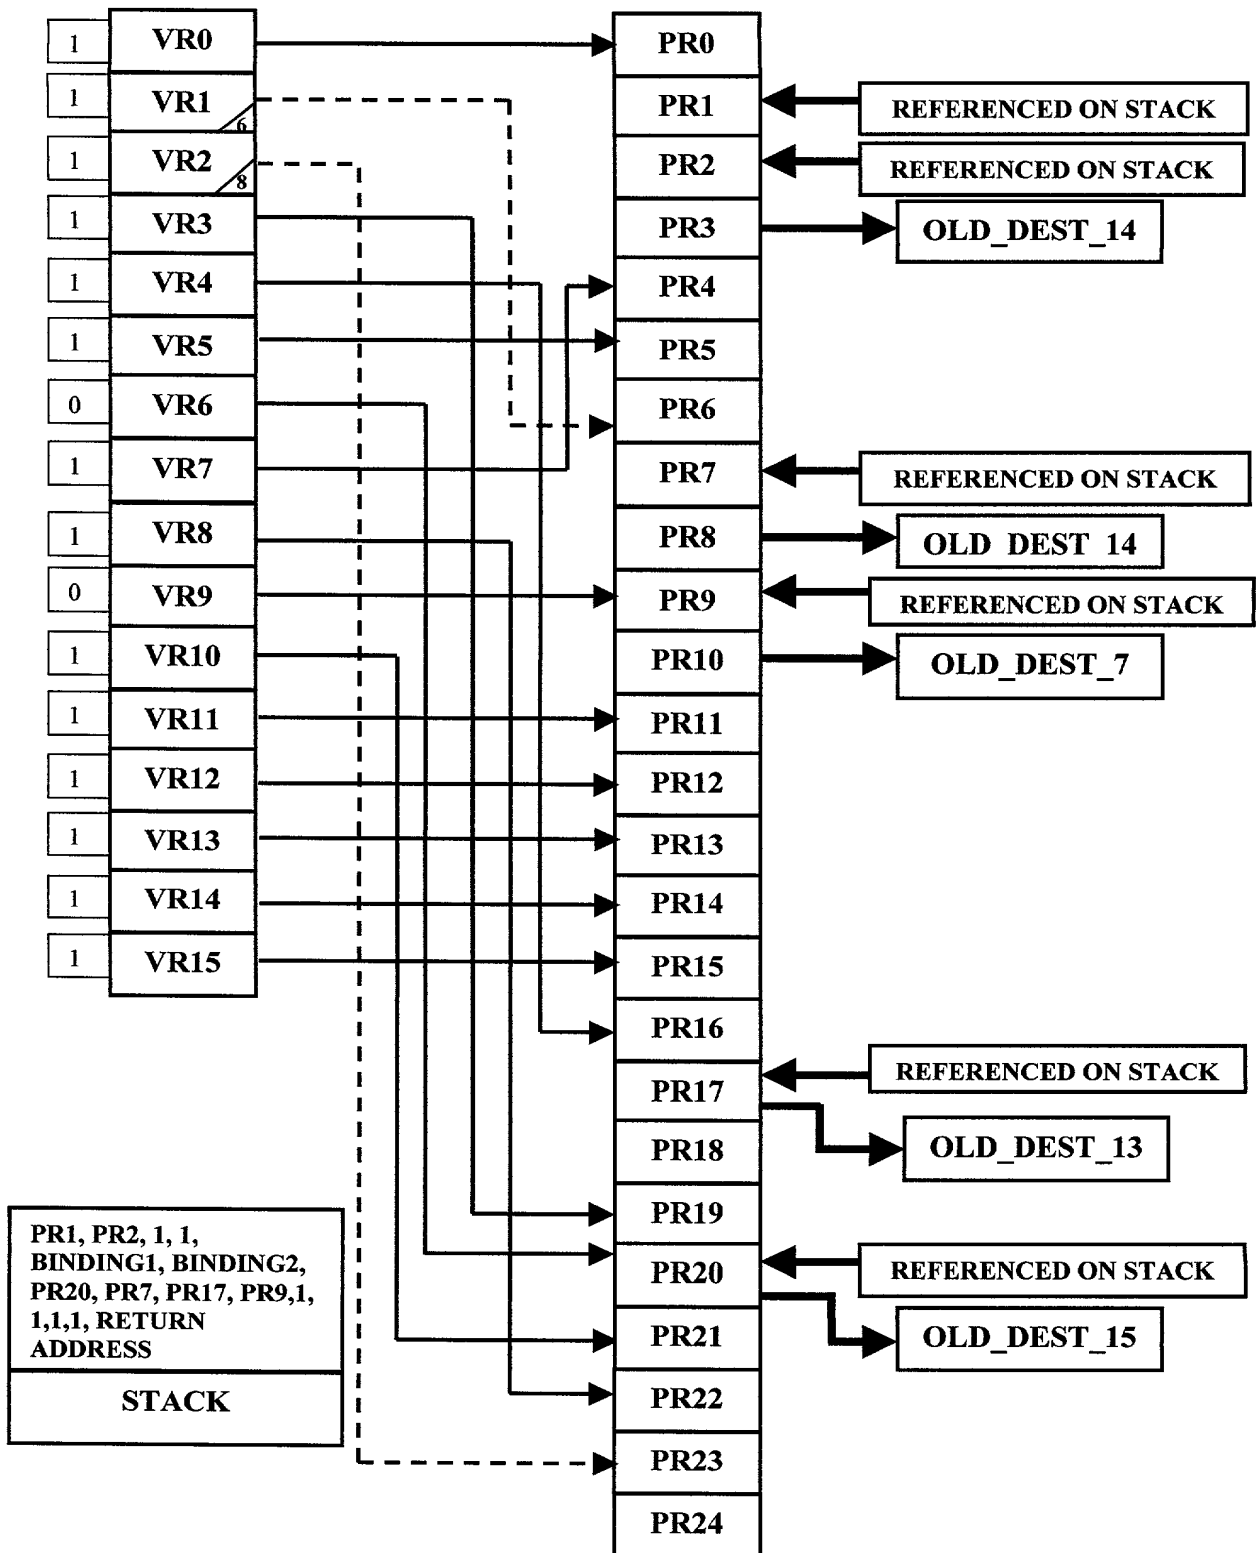 1
VR0
1
VR1
6
1
VR2
8
1
VR3
1
VR4
1
VR5
0
VR6
1
VR7
1
VR8
0
VR9
1
VR10
1
VR11
1
VR12
1
VR13
1
VR14
1
VR15
PR0
PR1
PR2
PR3
PR4
PR5
PR6
PR7
PR8
PR9
PR10
PR11
PR12
PR13
PR14
PR15
PR16
PR17
PR18
PR19
PR20
PR21
PR22
PR23
PR24
REFERENCED ON STACK
REFERENCED ON STACK
OLD_DEST_14
REFERENCED ON STACK
OLD DEST 14
REFERENCED ON STACK
OLD_DEST_7
REFERENCED ON STACK
OLD_DEST_13
REFERENCED ON STACK
OLD_DEST_15
PR1, PR2, 1, 1,
BINDING1, BINDING2,
PR20, PR7, PR17, PR9,1,
1,1,1, RETURN
ADDRESS
STACK